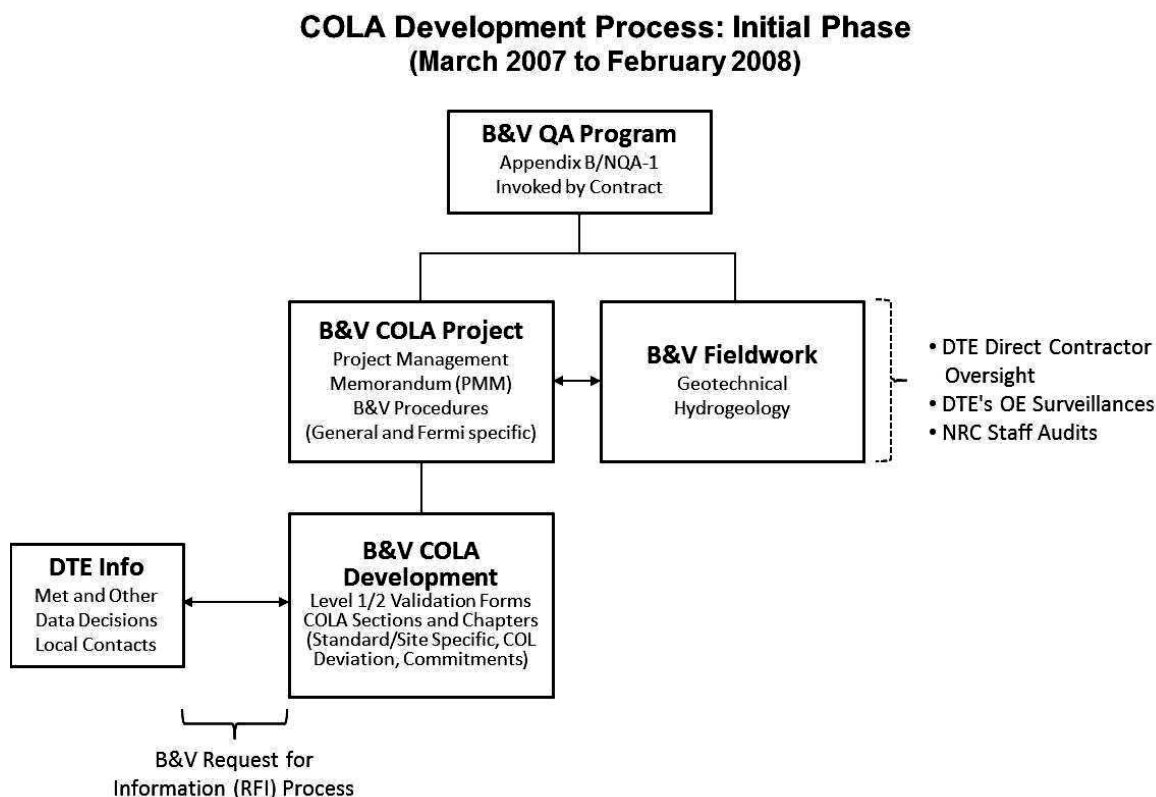 COLA Development Process: Initial Phase
(March 2007 to February 2008)
B&V QA Program
Appendix B/NQA-1
Invoked by Contract
B&V COLA Project
Project Management
Memorandum (PMM)
B&V Procedures
(General and Fermi specific)
B&V Fieldwork
Geotechnical
Hydrogeology
• DTE Direct Contractor
Oversight
• DTE's OE Surveillances
• NRC Staff Audits
DTE Info
Met and Other
Data Decisions
Local Contacts
B&V COLA
Development
Level 1/2 Validation Forms
COLA Sections and Chapters
(Standard/Site Specific, COL
Deviation, Commitments)
B&V Request for
Information (RFI) Process